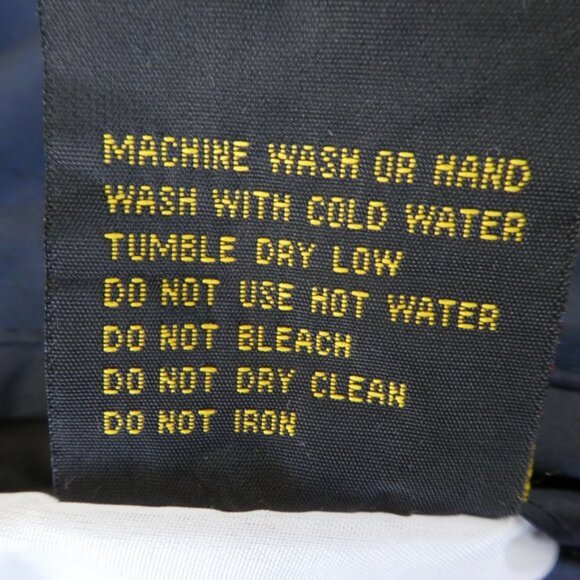 MACHINE WASH OR HAND
WASH WITH COLD WATER
TUMBLE DRY LOW
DO NOT USE HOT WATER
DO NOT BLEACH
DO NOT DRY CLEAN
DO NOT IRON